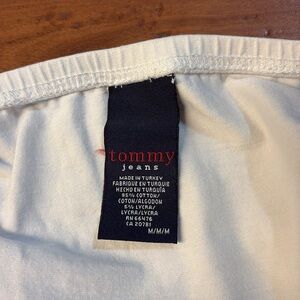 tommy
jeans
MADE IN TURKEY
FABRIQUE EN TURQUIE
HECHO EN TURQUIA
95% COTTON/
COTON/ALGODON
5% LYCRA/
LYCRA/LYCRA
RN 66476
CA 20781
M/M/M